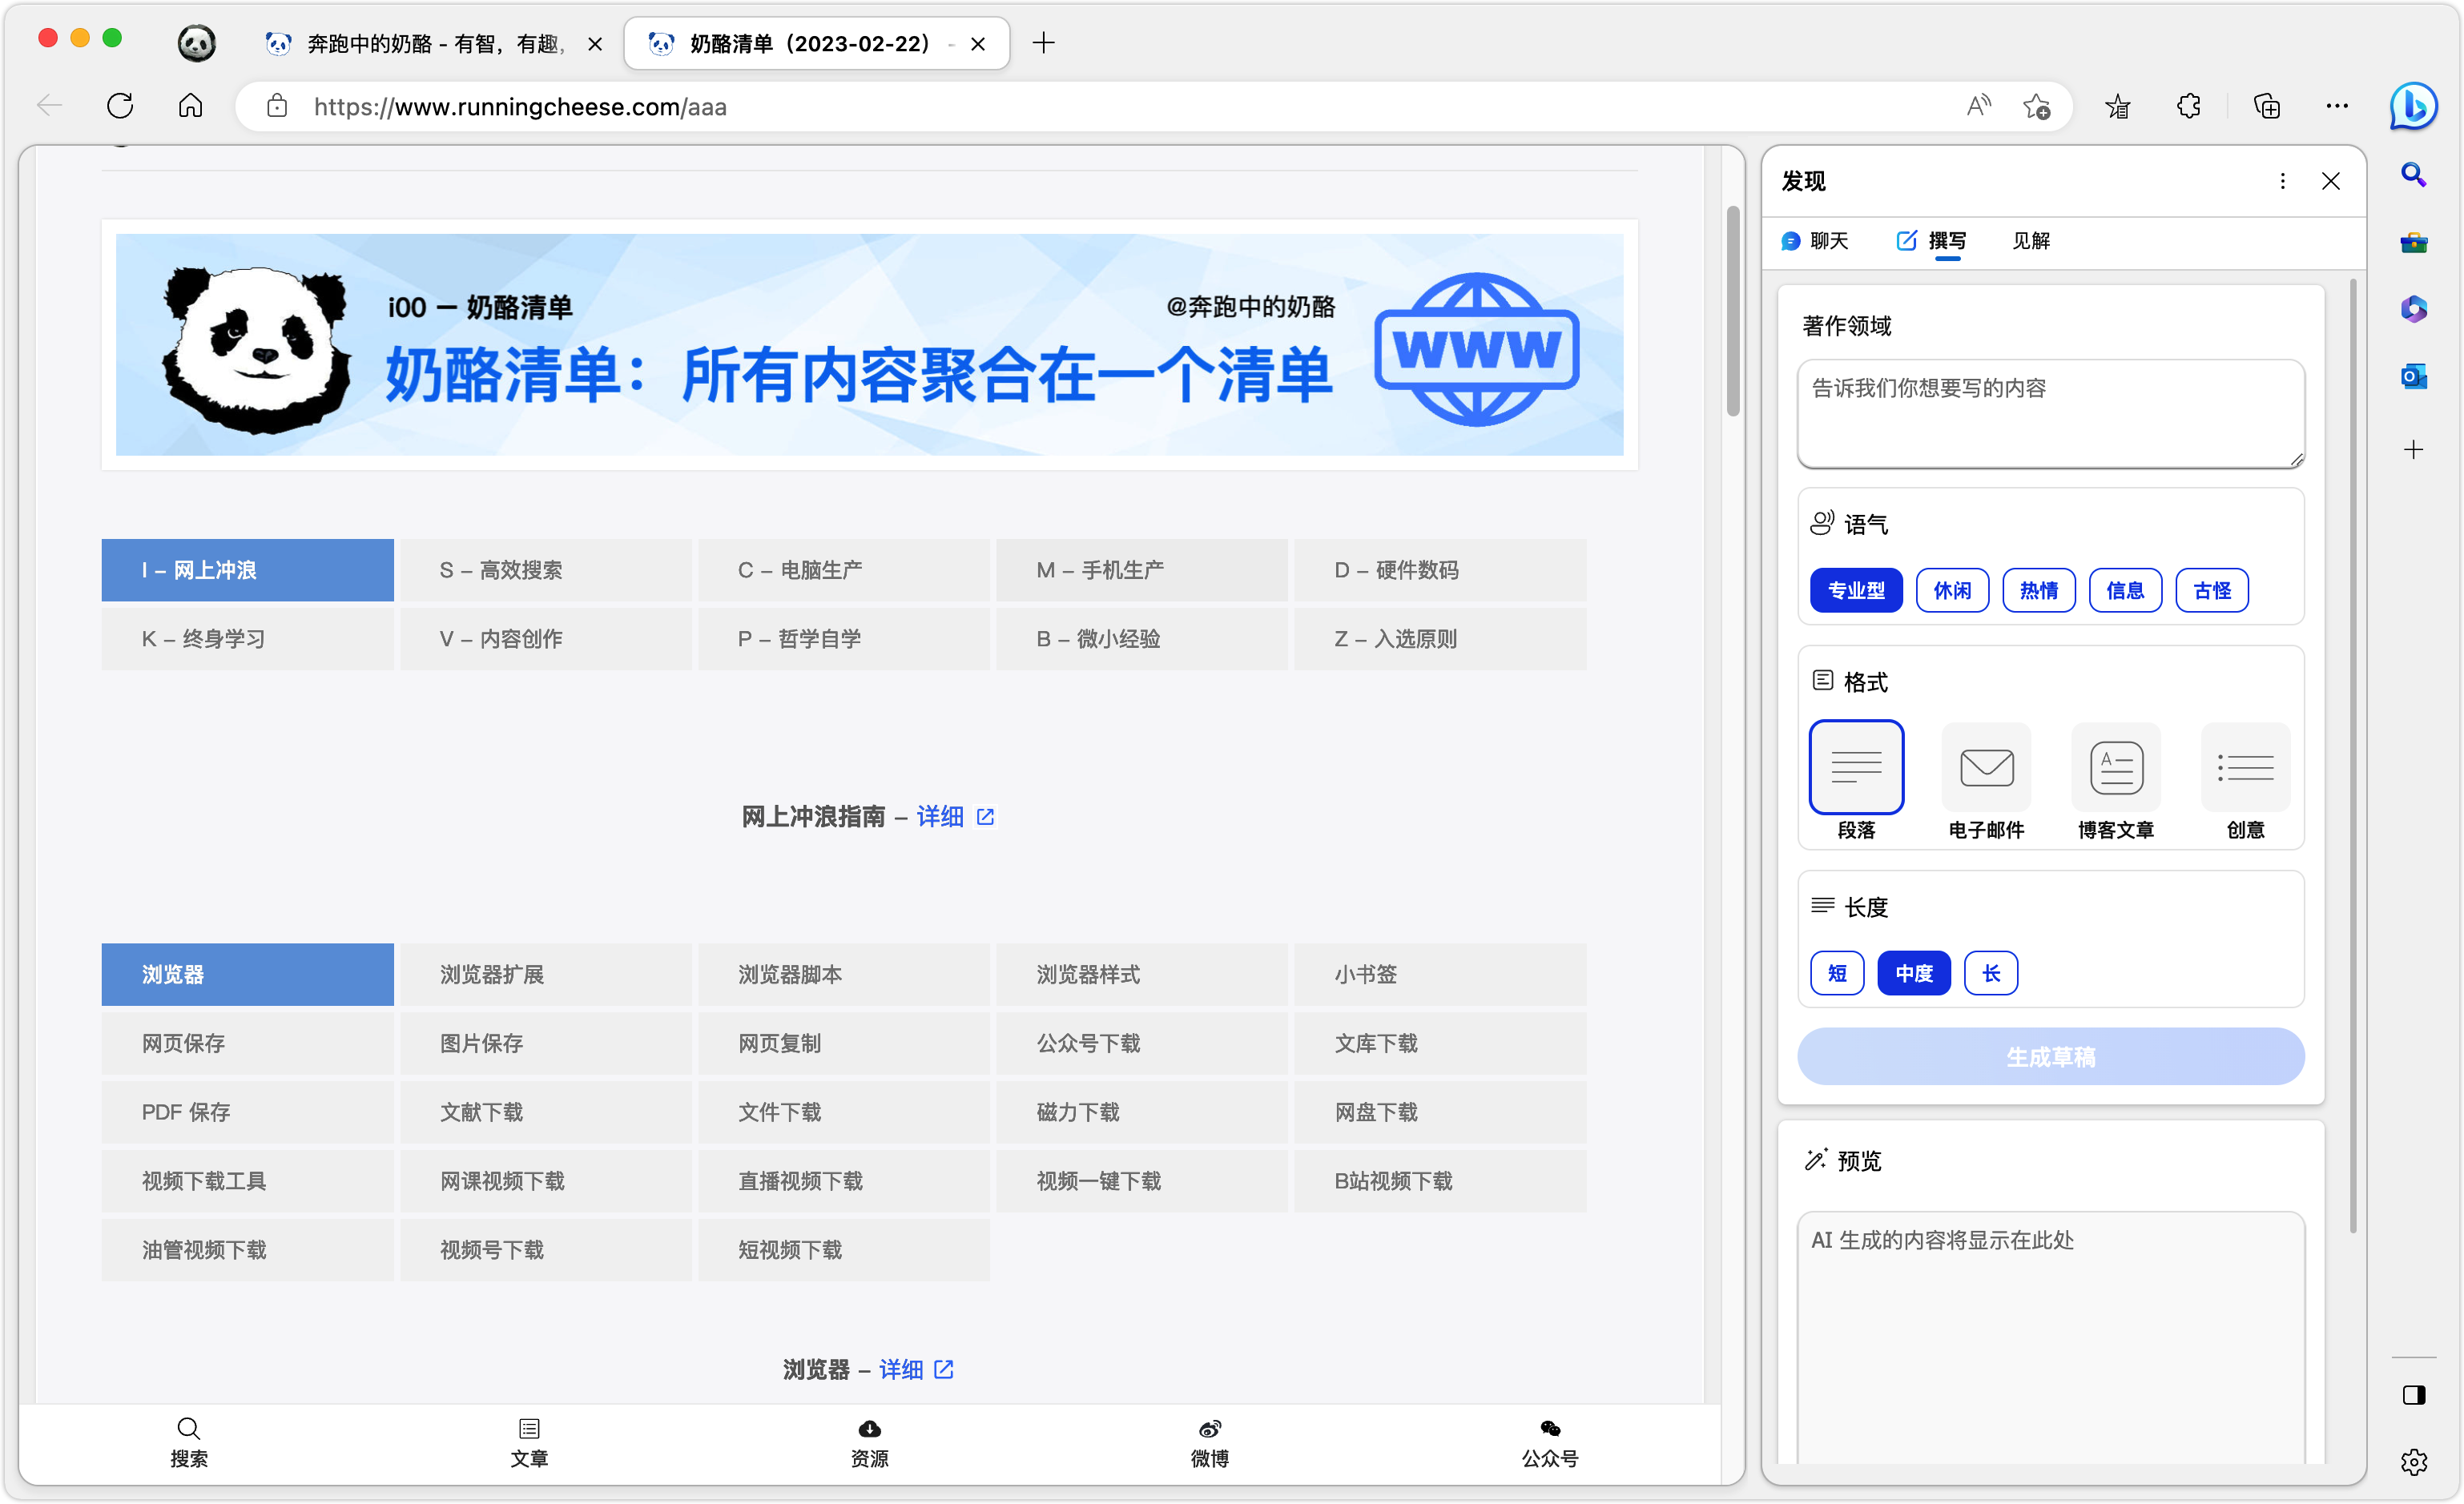 奔跑中的奶酪 - 有智，有趣，
奶酪清单（2023-02-22） -
https://www.runningcheese.com/aaa
i00 — 奶酪清单
@奔跑中的奶酪
奶酪清单：所有内容聚合在一个清单
WWW
I – 网上冲浪
S – 高效搜索
C – 电脑生产
M – 手机生产
D – 硬件数码
K – 终身学习
V – 内容创作
P – 哲学自学
B – 微小经验
Z – 入选原则
网上冲浪指南 – 详细
浏览器
浏览器扩展
浏览器脚本
浏览器样式
小书签
网页保存
图片保存
网页复制
公众号下载
文库下载
PDF 保存
文献下载
文件下载
磁力下载
网盘下载
视频下载工具
网课视频下载
直播视频下载
视频一键下载
B站视频下载
油管视频下载
视频号下载
短视频下载
浏览器 – 详细
搜索
文章
资源
微博
公众号
发现
聊天
撰写
见解
著作领域
告诉我们你想要写的内容
语气
专业型
休闲
热情
信息
古怪
格式
段落
电子邮件
博客文章
创意
长度
短
中度
长
生成草稿
预览
AI 生成的内容将显示在此处